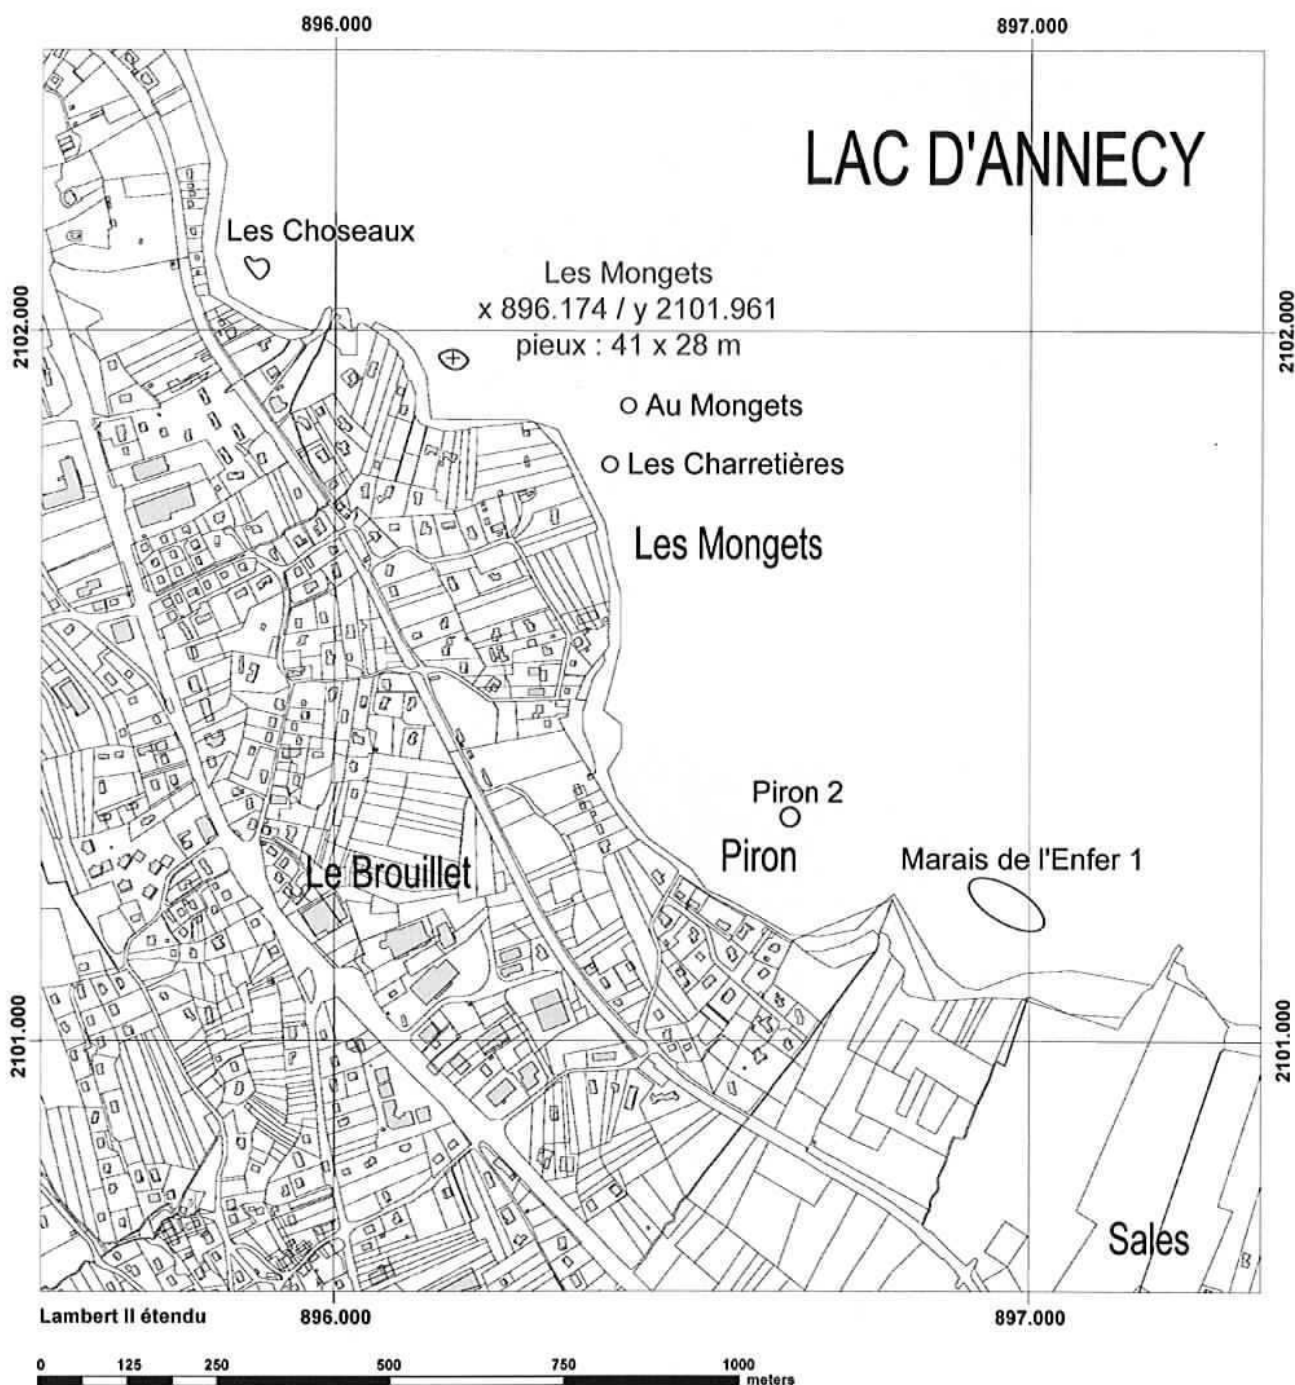 896.000
897.000
LAC D'ANNECY
Les Choseaux
Les Mongets
x 896.174 / y 2101.961
pieux : 41 x 28 m
2102.000
2102.000
Au Mongets
Les Charretières
Les Mongets
Piron 2
Piron
Marais de l'Enfer 1
Le Brouillet
2101.000
2101.000
Sales
Lambert II étendu
896.000
897.000
0 125 250 500 750 1000
meters